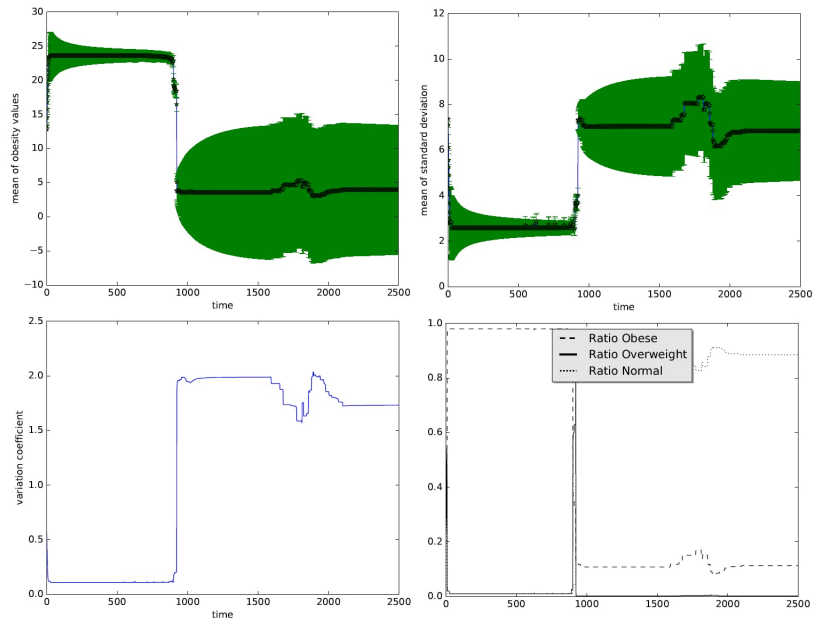 30
25
20
15
10
5
0
−5
−10
mean of obesity values
0 500 1000 1500 2000 2500
time
12
10
8
6
4
2
0
mean of standard deviation
0 500 1000 1500 2000 2500
time
2.5
2.0
1.5
1.0
0.5
0.0
variation coefficient
0 500 1000 1500 2000 2500
time
1.0
0.8
0.6
0.4
0.2
0.0
Ratio Obese
Ratio Overweight
Ratio Normal
0 500 1000 1500 2000 2500